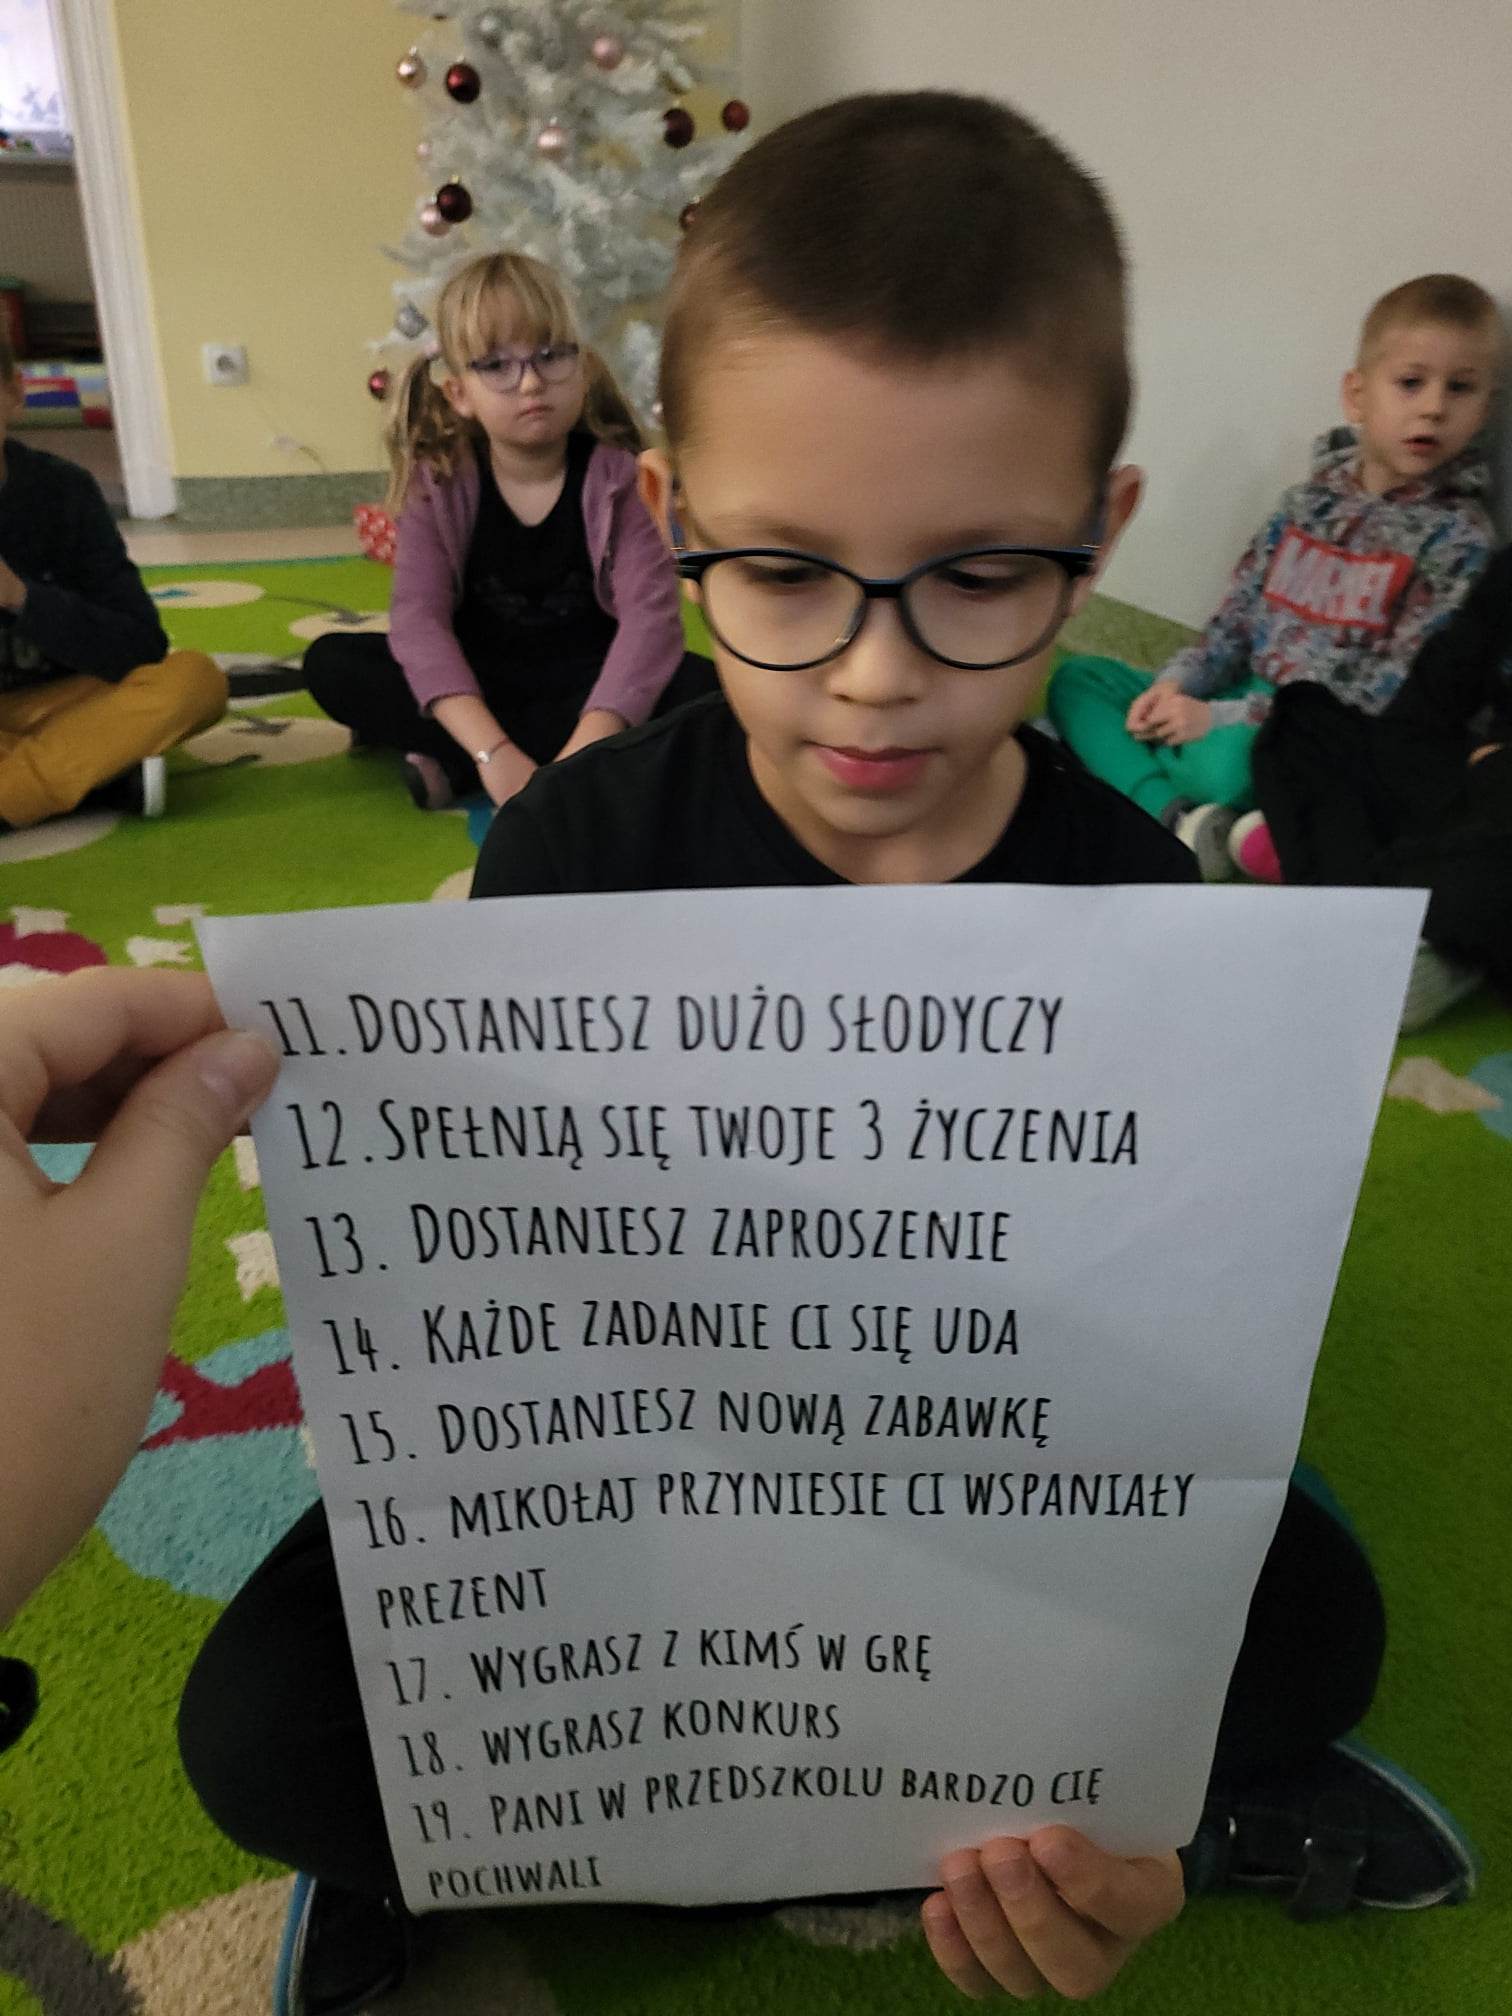 MARVEL
11. DOSTANIESZ DUŻO SŁODYCZY
12. SPEŁNIĄ SIĘ TWOJE 3 ŻYCZENIA
13. DOSTANIESZ ZAPROSZENIE
14. KAŻDE ZADANIE CI SIĘ UDA
15. DOSTANIESZ NOWĄ ZABAWKĘ
16. MIKOŁAJ PRZYNIESIE CI WSPANIAŁY
PREZENT
17. WYGRASZ Z KIMŚ W GRĘ
18. WYGRASZ KONKURS
19. PANI W PRZEDSZKOLU BARDZO CIĘ
POCHWALI